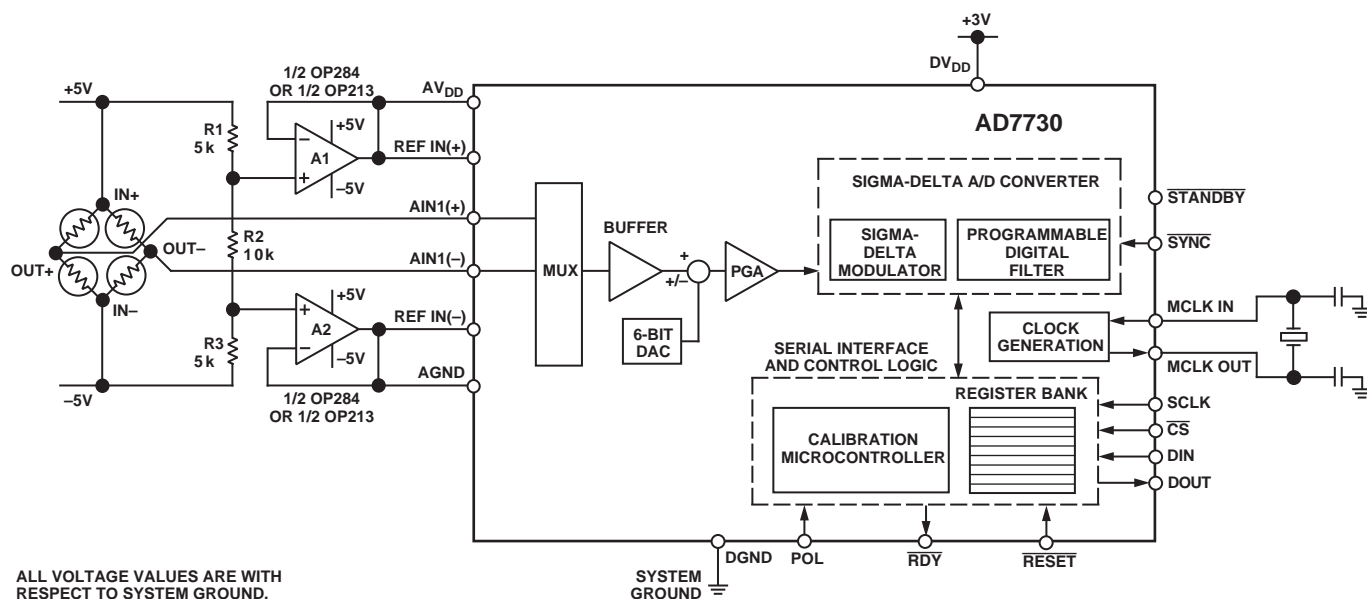 +3V
DVDD
1/2 OP284
OR 1/2 OP213
AVDD
+5V
AD7730
R1
5k
–
+5V
A1
+
–5V
REF IN(+)
SIGMA-DELTA A/D CONVERTER
STANDBY
IN+
AIN1(+)
BUFFER
SIGMA-
DELTA
MODULATOR
PROGRAMMABLE
DIGITAL
FILTER
SYNC
R2
10k
OUT–
OUT+
AIN1(–)
MUX
+
+/–
PGA
IN–
+5V
+
A2
–
–5V
REF IN(–)
6-BIT
DAC
MCLK IN
CLOCK
GENERATION
R3
5k
SERIAL INTERFACE
AND CONTROL LOGIC
MCLK OUT
–5V
AGND
1/2 OP284
OR 1/2 OP213
REGISTER BANK
SCLK
CALIBRATION
MICROCONTROLLER
CS
DIN
DOUT
DGND
POL
RDY
RESET
SYSTEM
GROUND
ALL VOLTAGE VALUES ARE WITH
RESPECT TO SYSTEM GROUND.